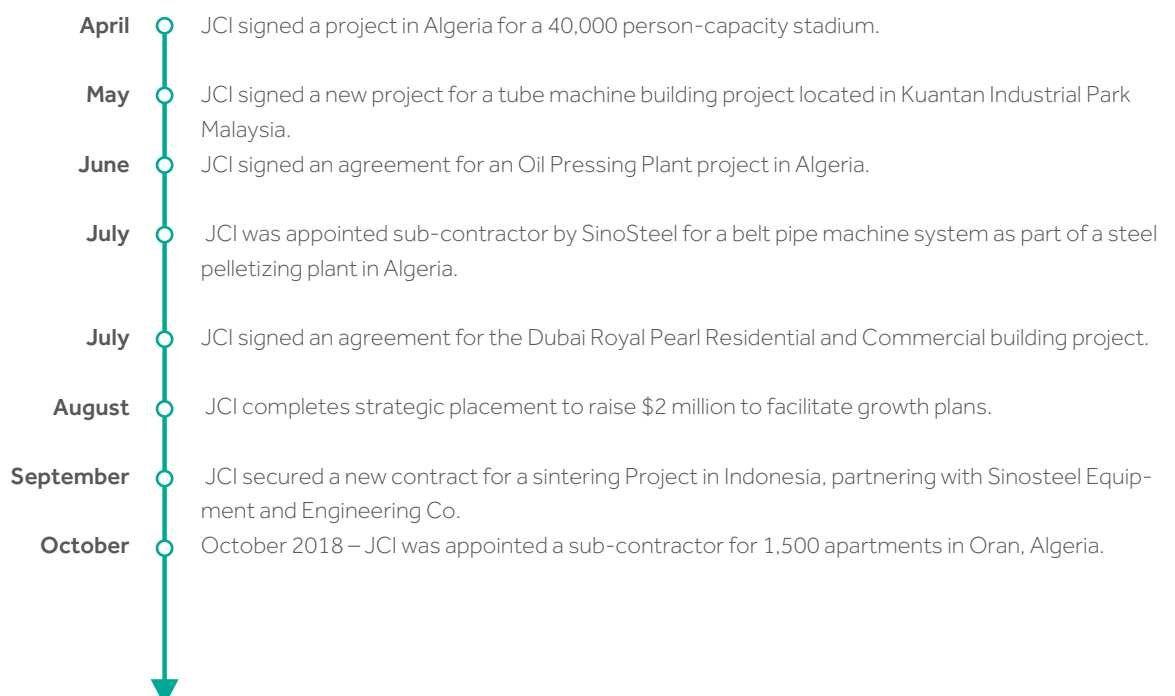 April JCI signed a project in Algeria for a 40,000 person-capacity stadium.
May JCI signed a new project for a tube machine building project located in Kuantan Industrial Park
Malaysia.
June JCI signed an agreement for an Oil Pressing Plant project in Algeria.
July JCI was appointed sub-contractor by SinoSteel for a belt pipe machine system as part of a steel
pelletizing plant in Algeria.
July JCI signed an agreement for the Dubai Royal Pearl Residential and Commercial building project.
August JCI completes strategic placement to raise $2 million to facilitate growth plans.
September JCI secured a new contract for a sintering Project in Indonesia, partnering with Sinosteel Equip-
ment and Engineering Co.
October October 2018 – JCI was appointed a sub-contractor for 1,500 apartments in Oran, Algeria.